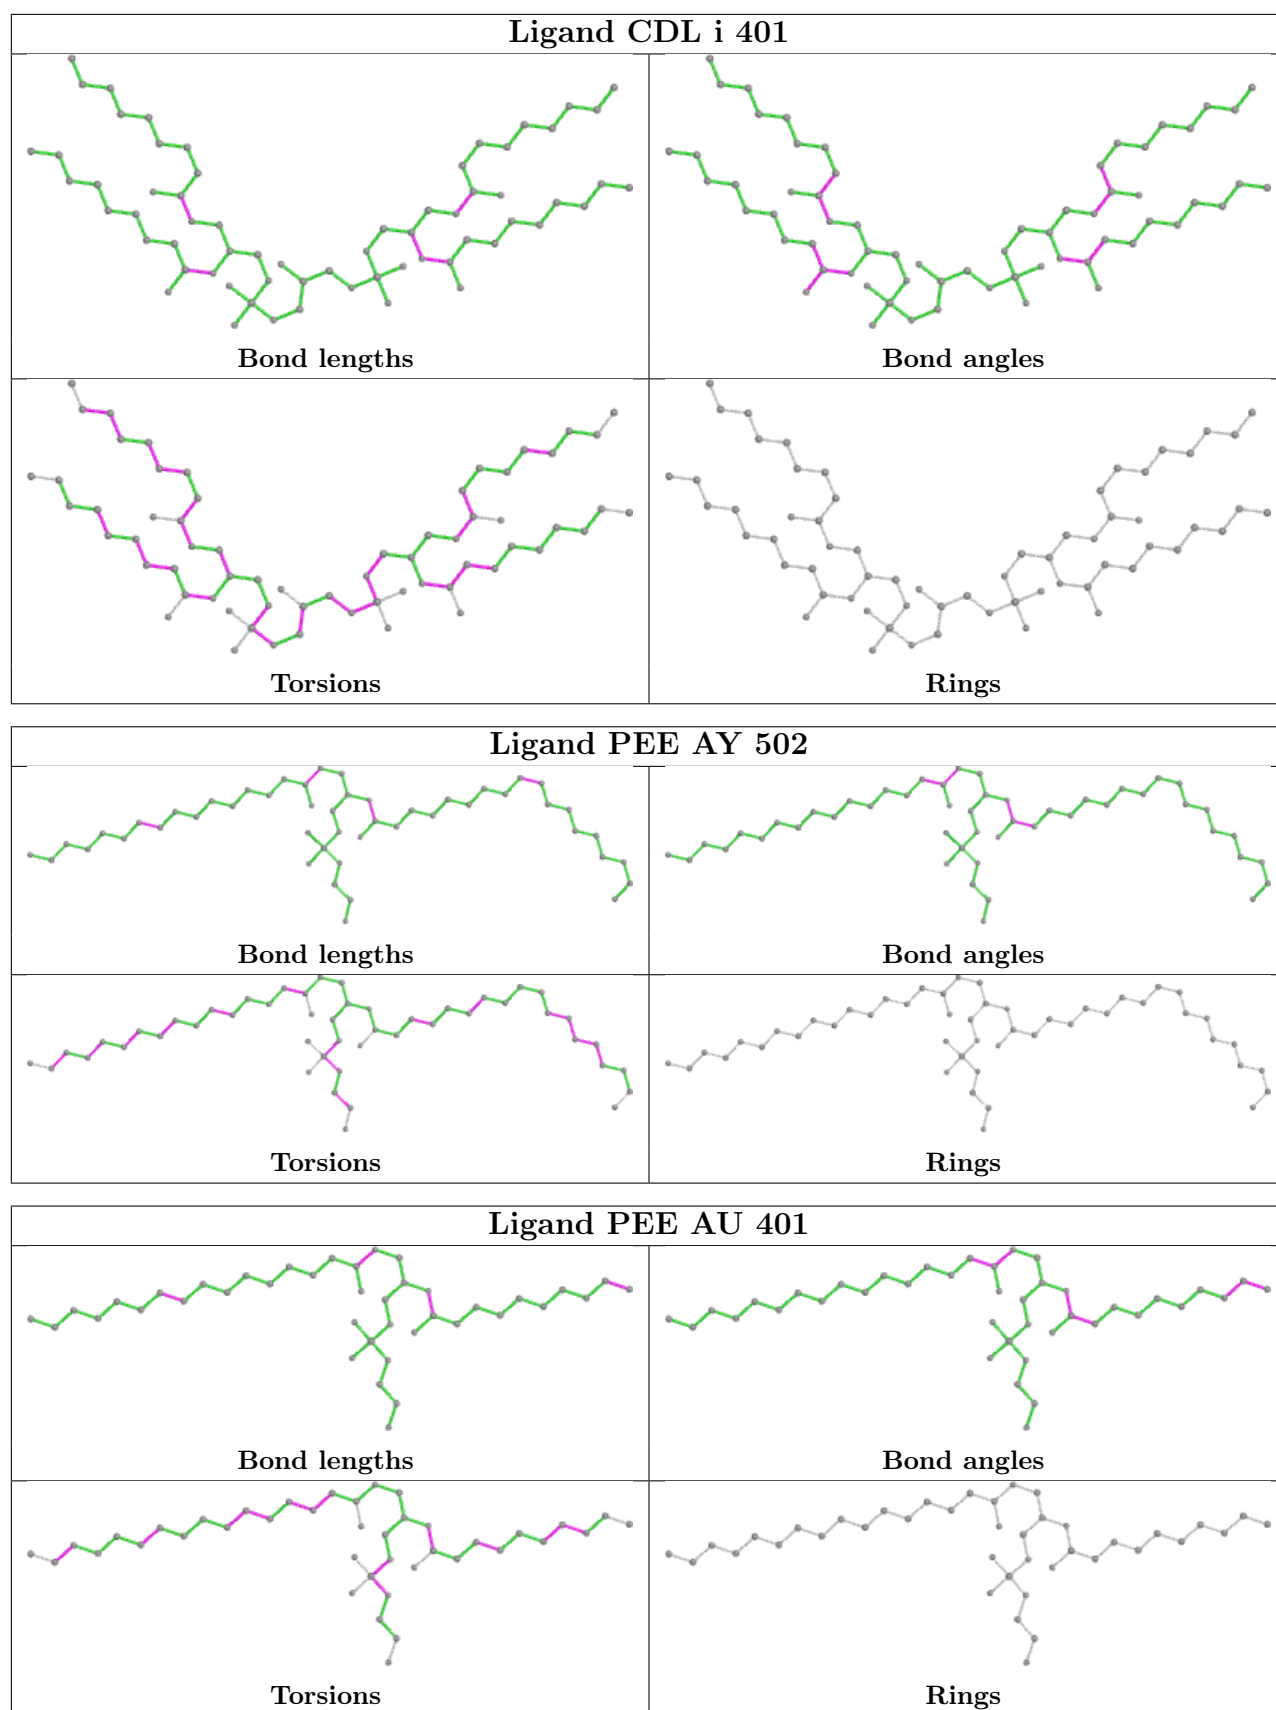 Ligand CDL i 401
Bond lengths
Bond angles
Torsions
Rings
Ligand PEE AY 502
Bond lengths
Bond angles
Torsions
Rings
Ligand PEE AU 401
Bond lengths
Bond angles
Torsions
Rings